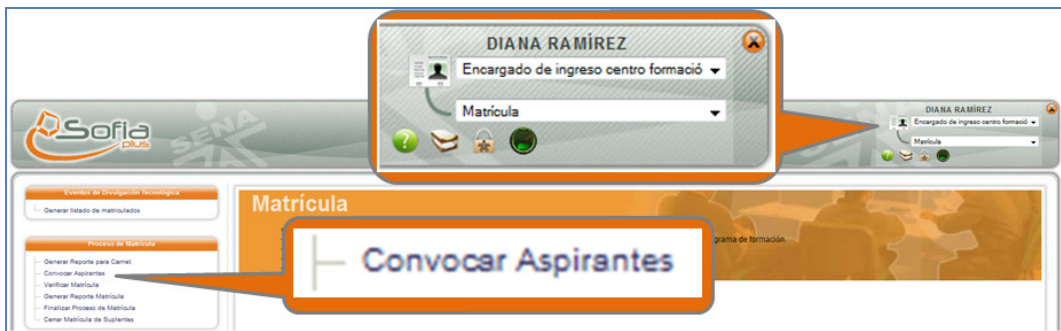 DIANA RAMÍREZ
Encargado de ingreso centro formació
Matrícula
Sofia
plus
SENA
DIANA RAMÍREZ
Encargado de ingreso centro formació
Matrícula
Eventos de Divulgación Tecnológica
Generar listado de matriculados
Proceso de Matrícula
Generar Reporte para Carnet
Convocar Aspirantes
Verificar Matrícula
Generar Reporte Matrícula
Finalizar Proceso de Matrícula
Cerrar Matrícula de Suplentes
Matrícula
grama de formación.
Convocar Aspirantes